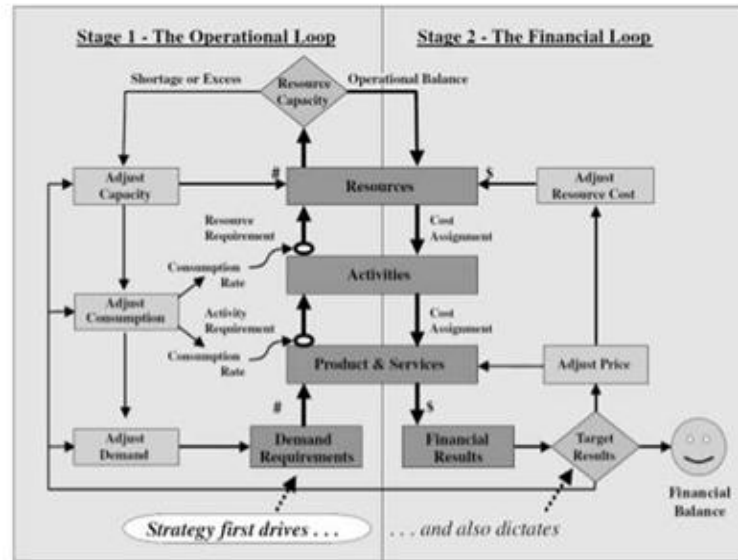 Stage 1 - The Operational Loop
Stage 2 - The Financial Loop
Shortage or Excess
Resource
Capacity
Operational Balance
Adjust
Capacity
#
Resources
$
Adjust
Resource Cost
Resource
Requirement
Cost
Assignment
Consumption
Rate
Activities
Adjust
Consumption
Activity
Requirement
Cost
Assignment
Consumption
Rate
Product & Services
Adjust Price
#
$
Adjust
Demand
Demand
Requirements
Financial
Results
Target
Results
Financial
Balance
Strategy first drives . . .
. . . and also dictates